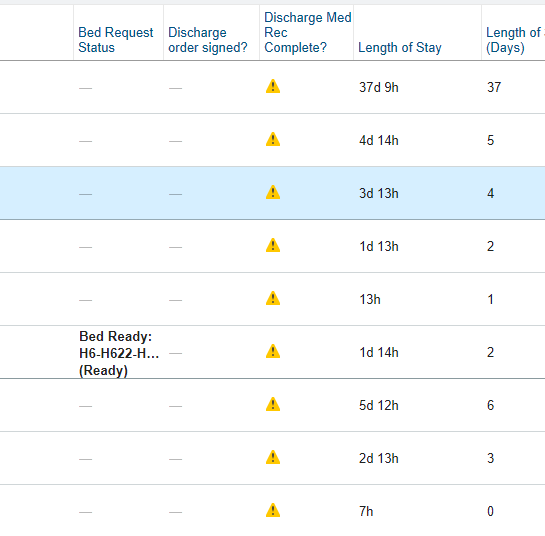 Bed Request Status
Discharge order signed?
Discharge Med Rec Complete?
Length of Stay
Length of
(Days)
— — 37d 9h 37
— — 4d 14h 5
— — 3d 13h 4
— — 1d 13h 2
— — 13h 1
Bed Ready:
H6-H622-H...
(Ready)
— 1d 14h 2
— — 5d 12h 6
— — 2d 13h 3
— — 7h 0